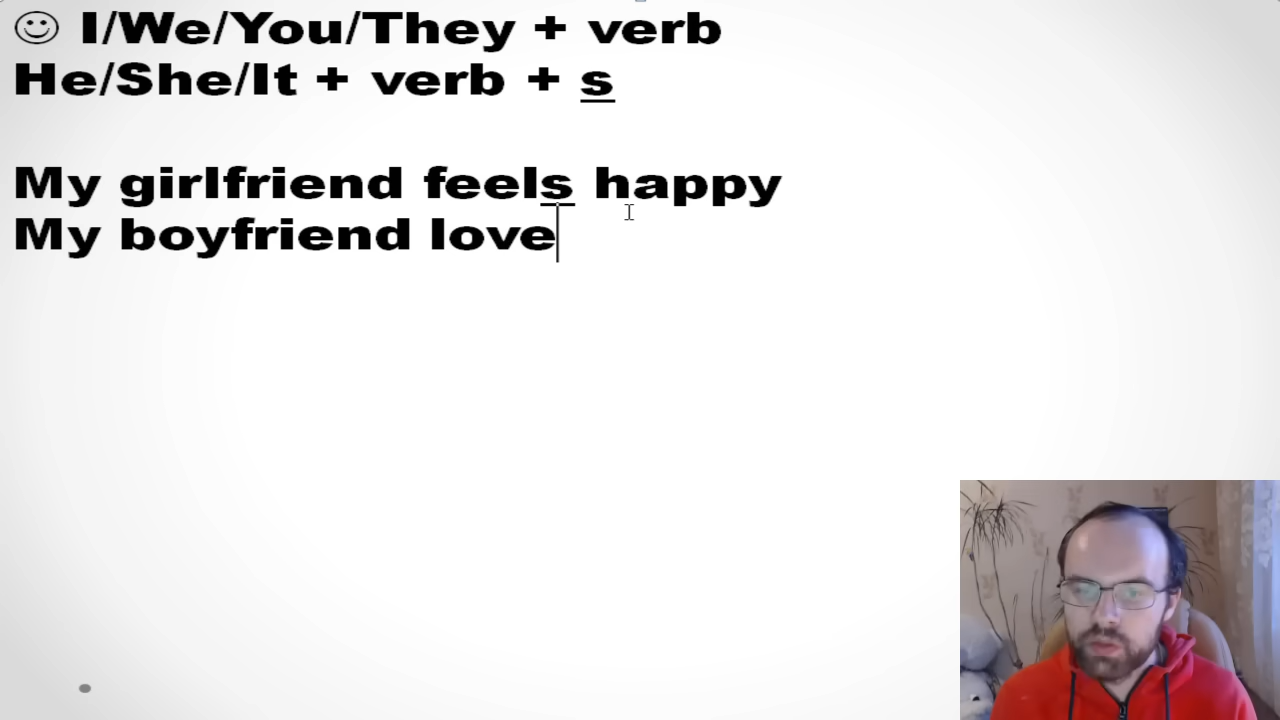 ☺ I/We/You/They + verb
He/She/It + verb + s
My girlfriend feels happy
My boyfriend love